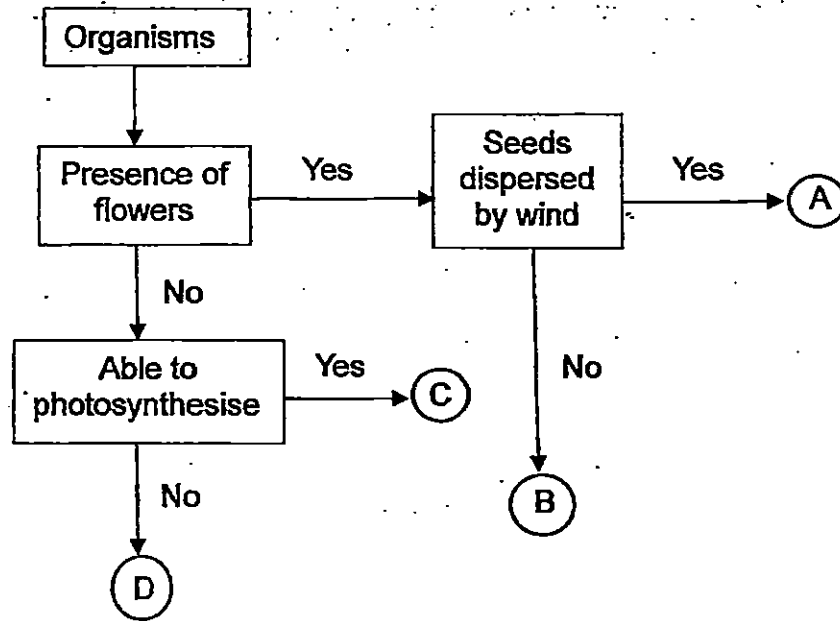 Organisms
Presence of
flowers
Yes
Seeds
dispersed
by wind
Yes
A
No
No
Able to
photosynthesise
Yes
C
B
No
D